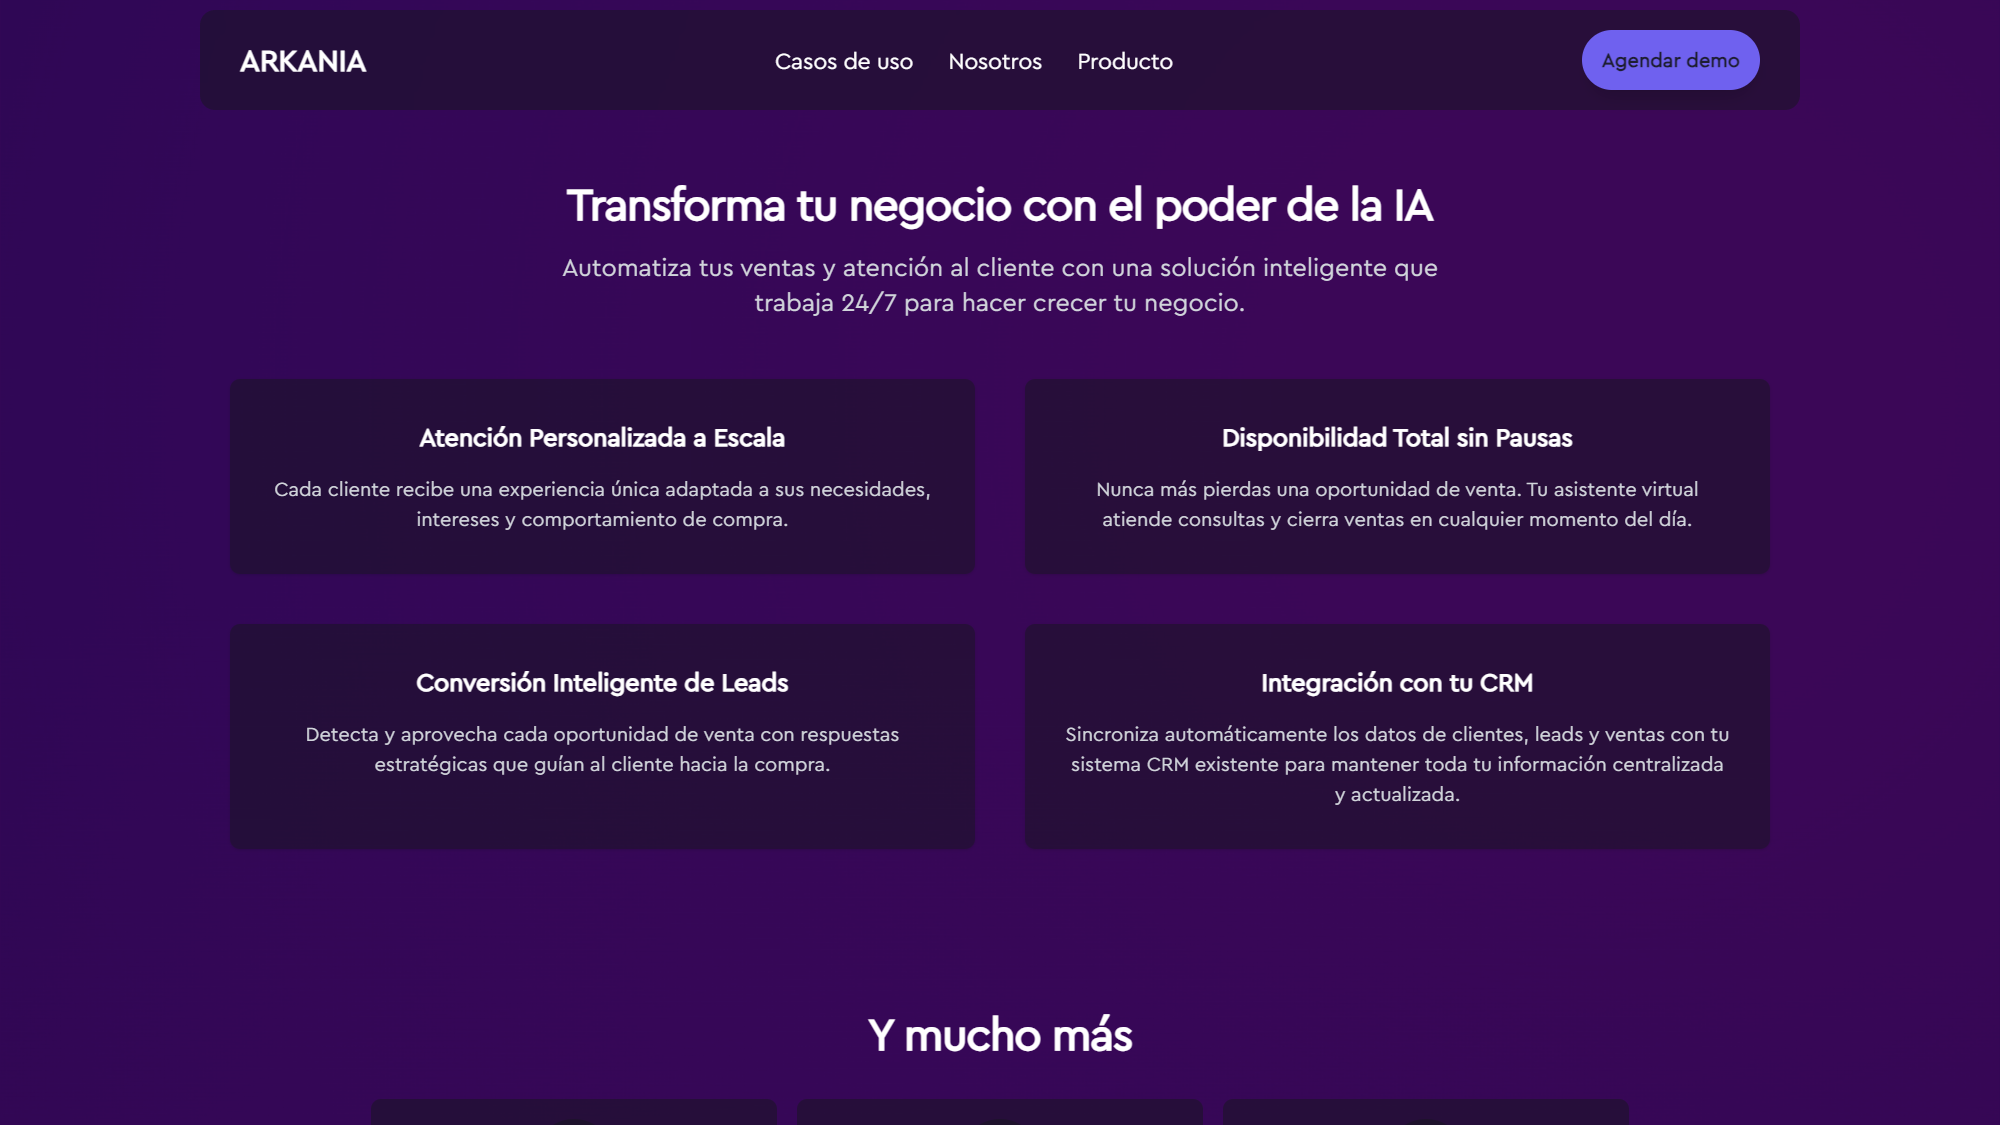 ARKANIA
Casos de uso
Nosotros
Producto
Agendar demo
Transforma tu negocio con el poder de la IA
Automatiza tus ventas y atención al cliente con una solución inteligente que
trabaja 24/7 para hacer crecer tu negocio.
Atención Personalizada a Escala
Cada cliente recibe una experiencia única adaptada a sus necesidades,
intereses y comportamiento de compra.
Disponibilidad Total sin Pausas
Nunca más pierdas una oportunidad de venta. Tu asistente virtual
atiende consultas y cierra ventas en cualquier momento del día.
Conversión Inteligente de Leads
Detecta y aprovecha cada oportunidad de venta con respuestas
estratégicas que guían al cliente hacia la compra.
Integración con tu CRM
Sincroniza automáticamente los datos de clientes, leads y ventas con tu
sistema CRM existente para mantener toda tu información centralizada
y actualizada.
Y mucho más